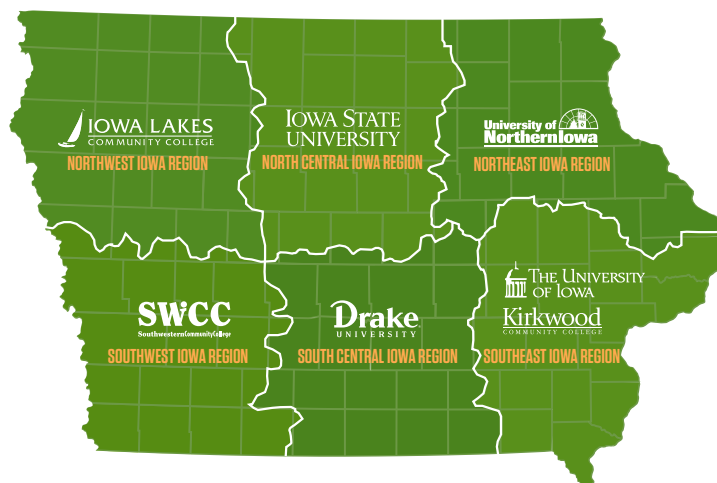 IOWA LAKES
COMMUNITY COLLEGE
NORTHWEST IOWA REGION
IOWA STATE
UNIVERSITY
NORTH CENTRAL IOWA REGION
University of
NorthernIowa
NORTHEAST IOWA REGION
SWCC
SouthwesternCommunityCollege
SOUTHWEST IOWA REGION
Drake
UNIVERSITY
SOUTH CENTRAL IOWA REGION
THE UNIVERSITY
OF IOWA
Kirkwood
COMMUNITY COLLEGE
SOUTHEAST IOWA REGION